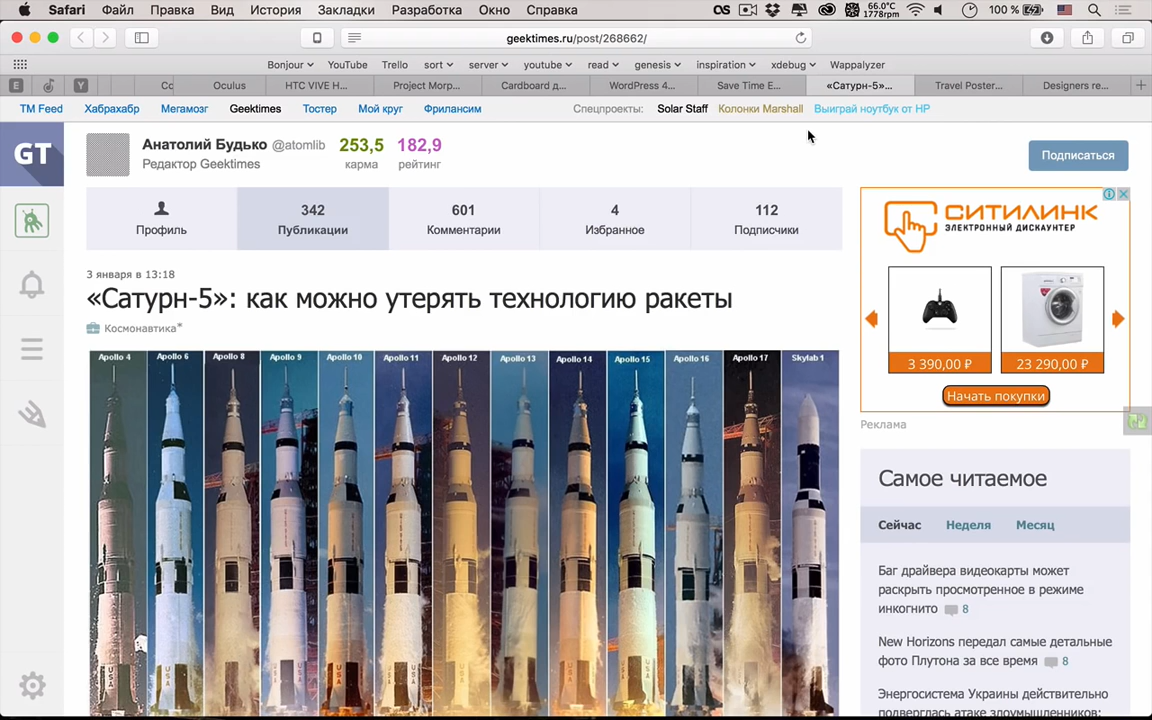 Safari Файл Правка Вид История Закладки Разработка Окно Справка
66.0°C
1778rpm
100 %
geektimes.ru/post/268662/
Bonjour YouTube Trello sort server youtube read genesis inspiration xdebug Wappalyzer
E Y Cc Oculus HTC VIVE H... Project Morp... Cardboard д... WordPress 4... Save Time E... «Сатурн-5»... Travel Poster... Designers re...
TM Feed Хабрахабр Мегамозг Geektimes Тостер Мой круг Фрилансим Спецпроекты: Solar Staff Колонки Marshall Выиграй ноутбук от HP
GT
Анатолий Будько @atomlib
Редактор Geektimes
253,5
карма
182,9
рейтинг
Подписаться
Профиль
342
Публикации
601
Комментарии
4
Избранное
112
Подписчики
3 января в 13:18
«Сатурн-5»: как можно утерять технологию ракеты
Космонавтика*
Apollo 4 Apollo 6 Apollo 8 Apollo 9 Apollo 10 Apollo 11 Apollo 12 Apollo 13 Apollo 14 Apollo 15 Apollo 16 Apollo 17 Skylab 1
СИТИЛИНК
ЭЛЕКТРОННЫЙ ДИСКАУНТЕР
3 390,00 ₽ 23 290,00 ₽
Начать покупки
Реклама
Самое читаемое
Сейчас Неделя Месяц
Баг драйвера видеокарты может
раскрыть просмотренное в режиме
инкогнито 8
New Horizons передал самые детальные
фото Плутона за все время 8
Энергосистема Украины действительно
подверглась атаке злоумышленников: